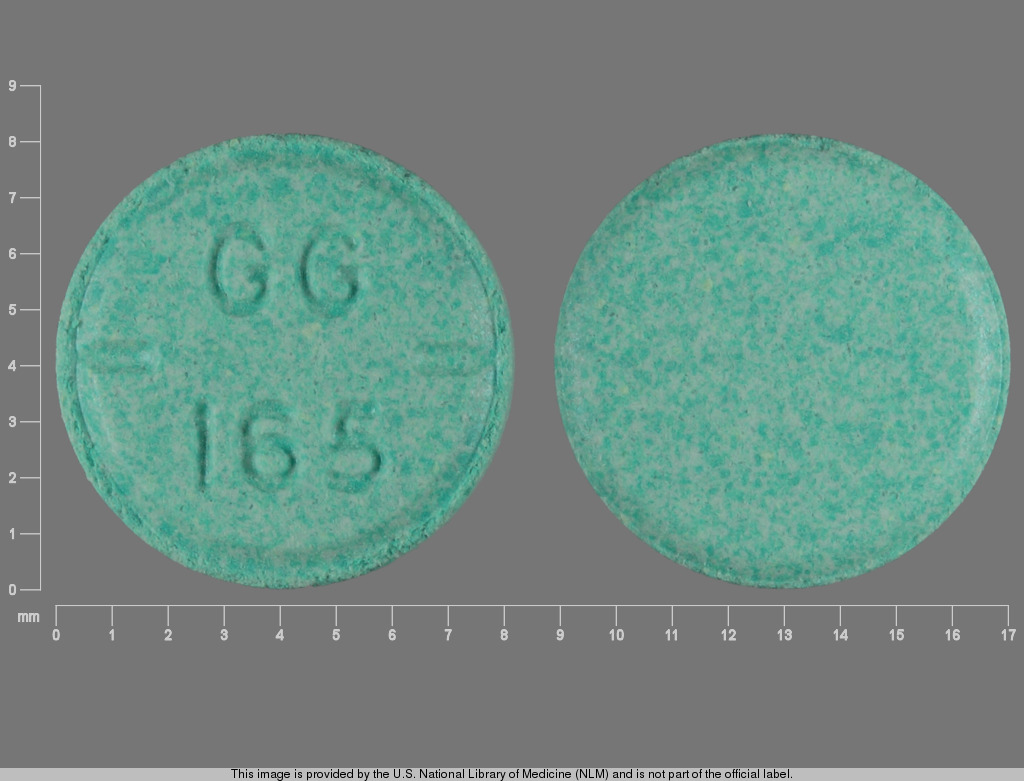 9
8
7
6
5
4
3
2
1
0
mm
GG
165
0 1 2 3 4 5 6 7 8 9 10 11 12 13 14 15 16 17
This image is provided by the U.S. National Library of Medicine (NLM) and is not part of the official label.